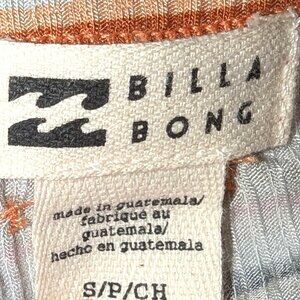 BILLA
BONG
made in guatemala/
fabriqué au
guatemala/
hecho en guatemala
S/P/CH